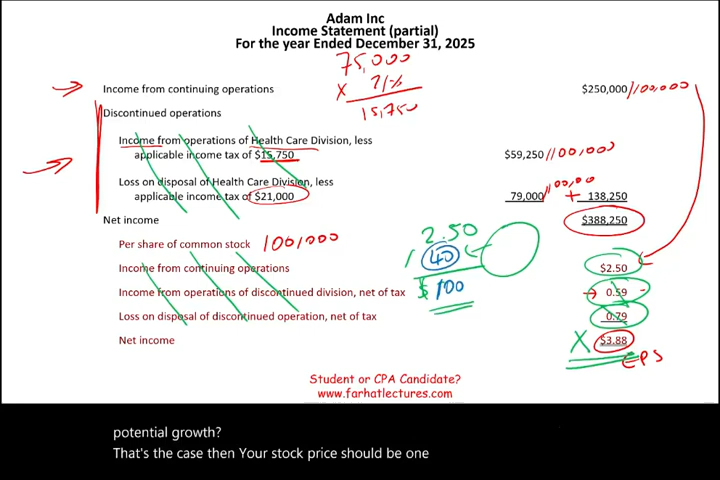 Adam Inc
Income Statement (partial)
For the year Ended December 31, 2025
75,000
X 21%
15,750
Income from continuing operations $250,000 /100,000
Discontinued operations
Income from operations of Health Care Division, less
applicable income tax of $15,750 $59,250 /100,000
Loss on disposal of Health Care Division, less
applicable income tax of $21,000 79,000 /100,00 + 138,250
Net income $388,250
Per share of common stock 100,000
2.50
40
$100
Income from continuing operations $2.50
Income from operations of discontinued division, net of tax 0.59
Loss on disposal of discontinued operation, net of tax 0.79
Net income X $3.88
EPS
Student or CPA Candidate?
www.farhatlectures.com
potential growth?
That's the case then Your stock price should be one